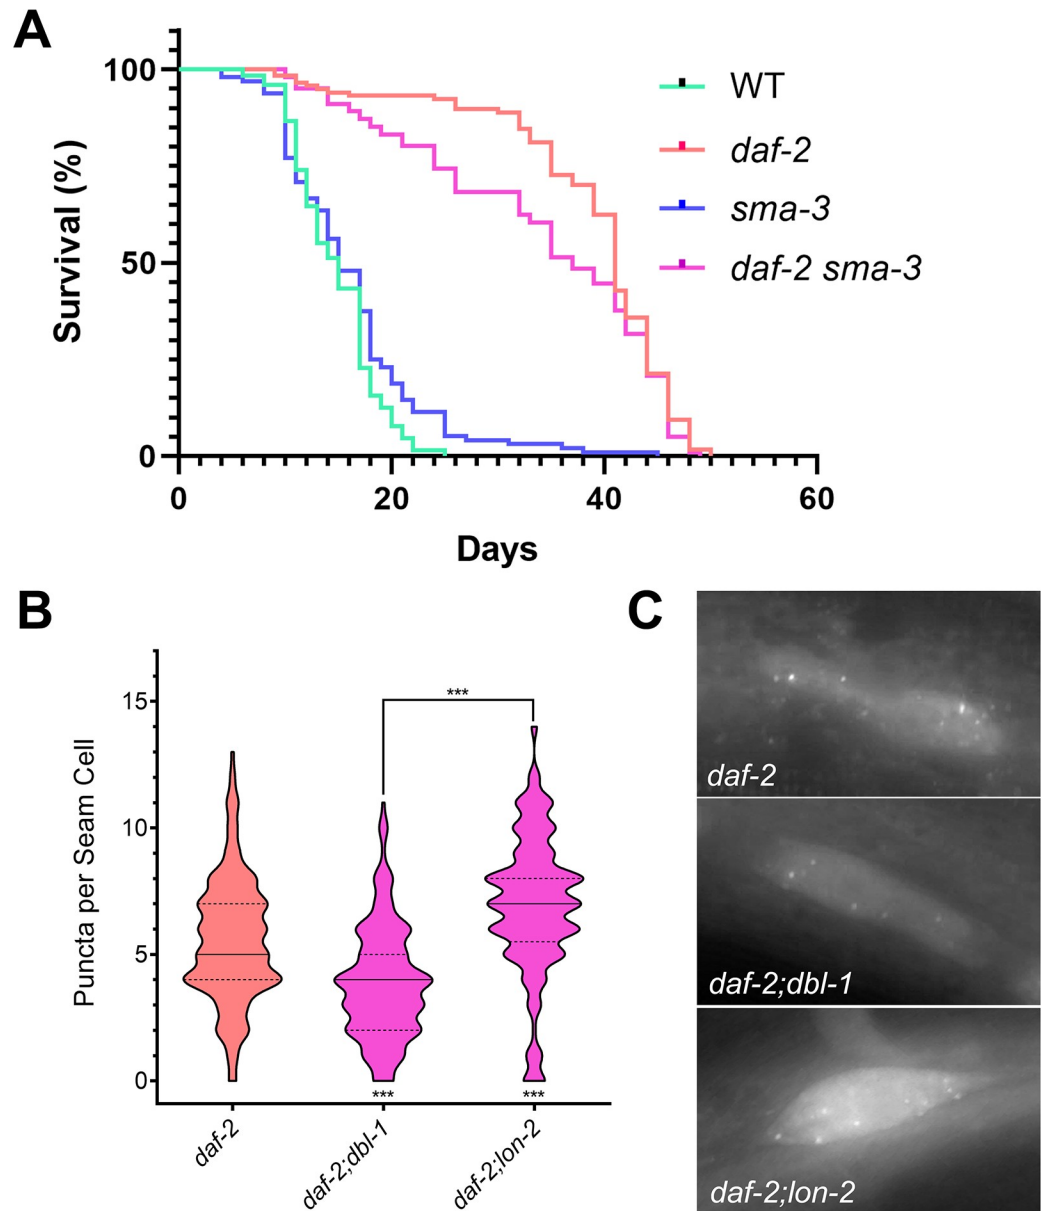 A
Survival (%)
100
50
0
0 20 40 60
Days
WT
daf-2
sma-3
daf-2 sma-3
B
Puncta per Seam Cell
15
10
5
0
***
*** ***
daf-2
daf-2;dbl-1
daf-2;lon-2
C
daf-2
daf-2;dbl-1
daf-2;lon-2